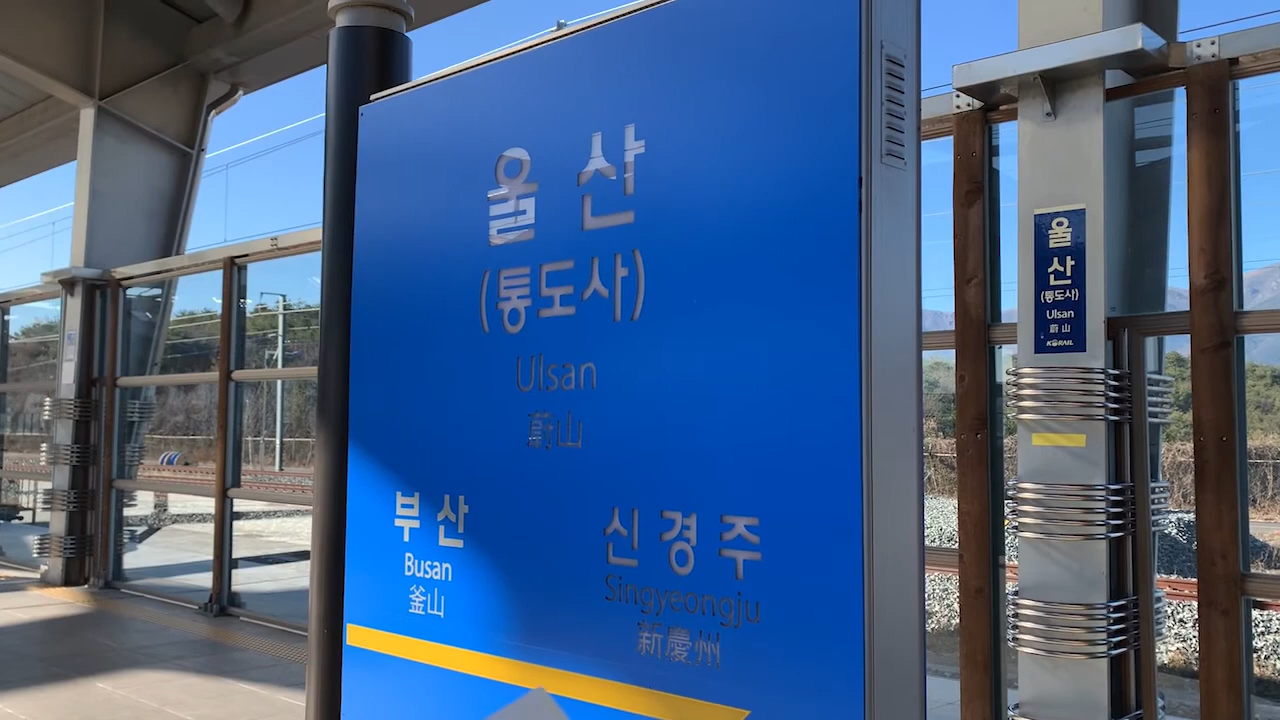 울산
(통도사)
Ulsan
蔚山
부산
Busan
釜山
신경주
Singyeongju
新慶州
울
산
(통도사)
Ulsan
蔚山
KORAIL